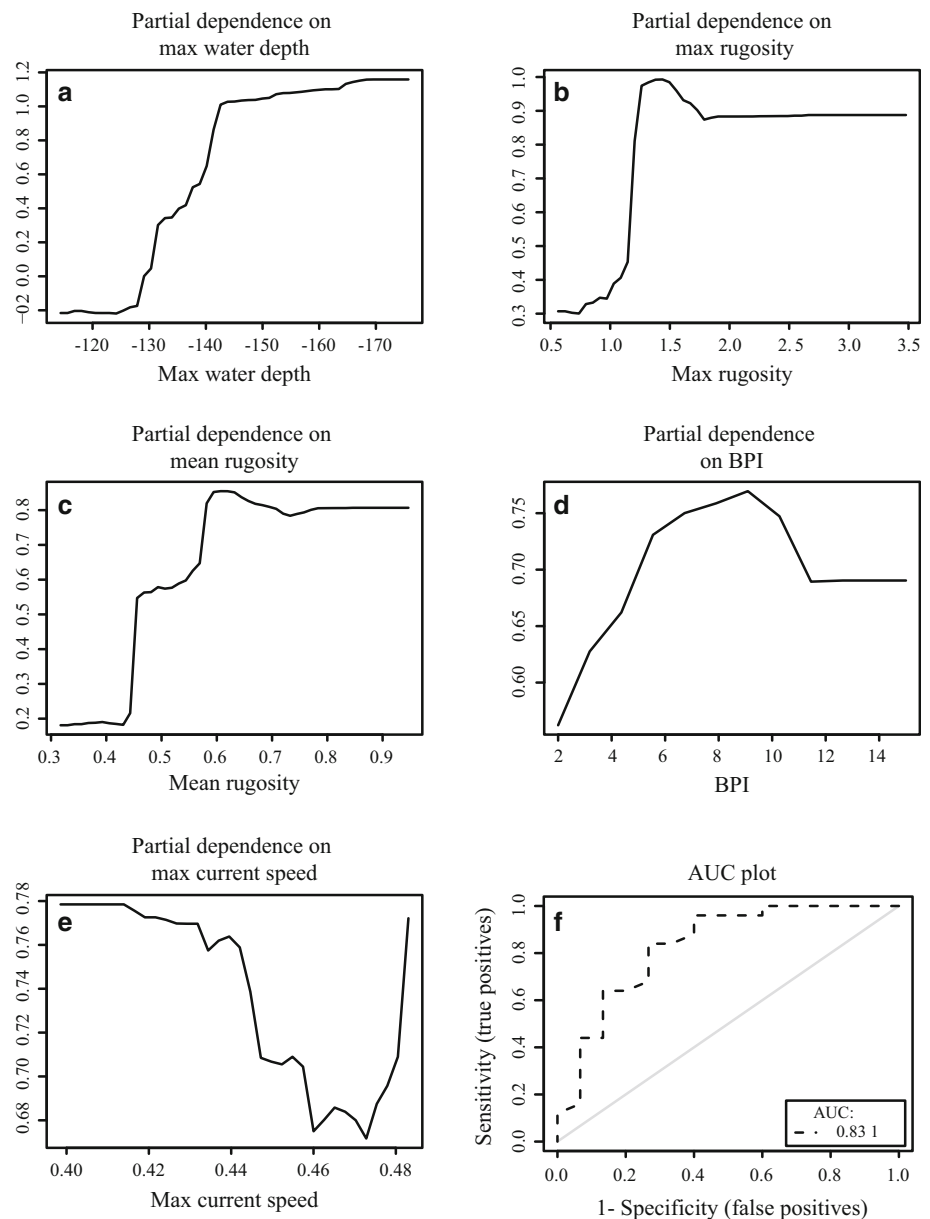 Partial dependence on
max water depth
a
1.2
1.0
0.8
0.6
0.4
0.2
0.0
−02
-120 -130 -140 -150 -160 -170
Max water depth
Partial dependence on
max rugosity
b
1.0
0.9
0.8
0.7
0.6
0.5
0.4
0.3
0.5 1.0 1.5 2.0 2.5 3.0 3.5
Max rugosity
Partial dependence on
mean rugosity
c
0.8
0.7
0.6
0.5
0.4
0.3
0.2
0.3 0.4 0.5 0.6 0.7 0.8 0.9
Mean rugosity
Partial dependence
on BPI
d
0.75
0.70
0.65
0.60
2 4 6 8 10 12 14
BPI
Partial dependence on
max current speed
e
0.78
0.76
0.74
0.72
0.70
0.68
0.40 0.42 0.44 0.46 0.48
Max current speed
AUC plot
f
Sensitivity (true positives)
1.0
0.8
0.6
0.4
0.2
0.0
AUC:
0.83 1
0.0 0.2 0.4 0.6 0.8 1.0
1- Specificity (false positives)